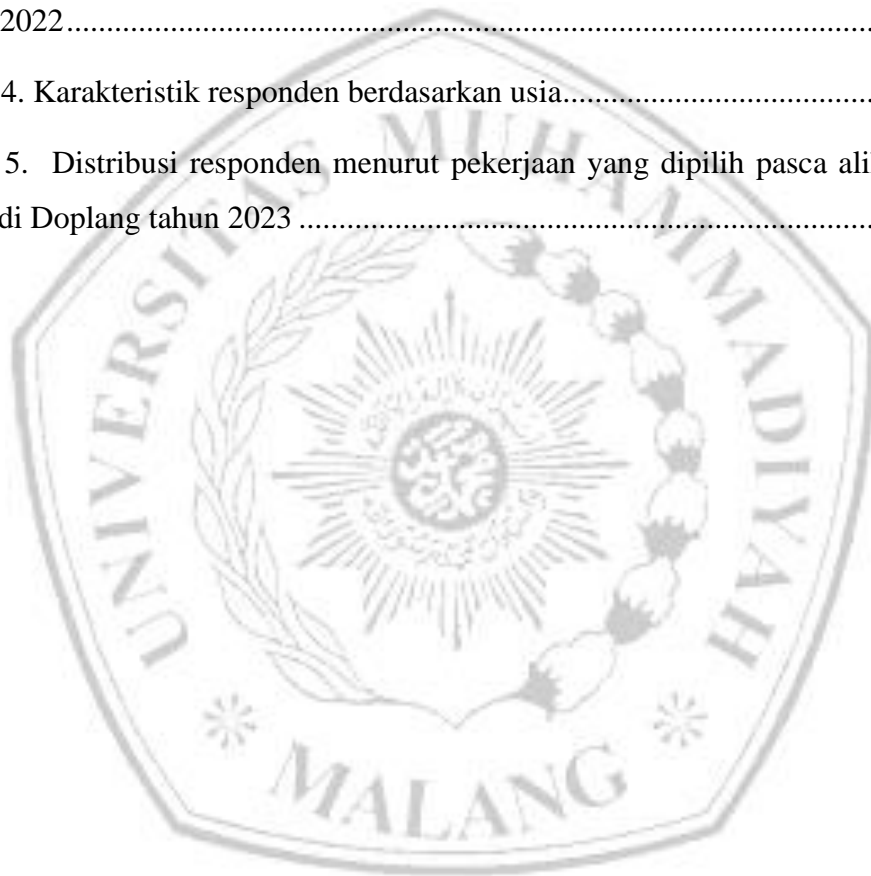 2022
4. Karakteristik responden berdasarkan usia
5. Distribusi responden menurut pekerjaan yang dipilih pasca ali
di Doplang tahun 2023
UNIVERSITAS MUHAMMADIYAH
MALANG